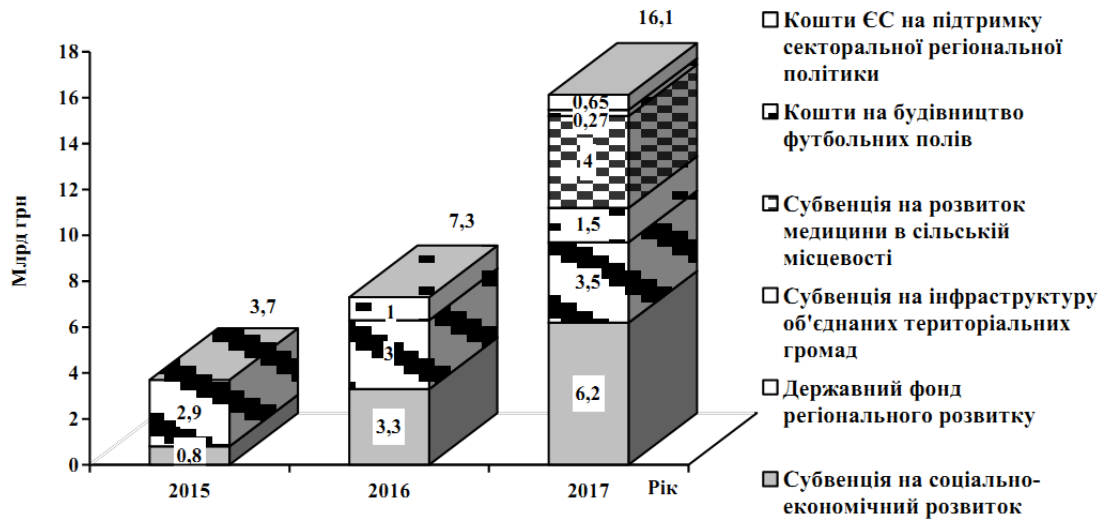 16,1
18
16
14
12
10
8
6
4
2
0
Млрд грн
3,7
2,9
0,8
7,3
1
3
3,3
0,65
0,27
4
1,5
3,5
6,2
2015
2016
2017
Рік
Кошти ЄС на підтримку
секторальної регіональної
політики
Кошти на будівництво
футбольних полів
Субвенція на розвиток
медицини в сільській
місцевості
Субвенція на інфраструктуру
об'єднаних територіальних
громад
Державний фонд
регіонального розвитку
Субвенція на соціально-
економічний розвиток